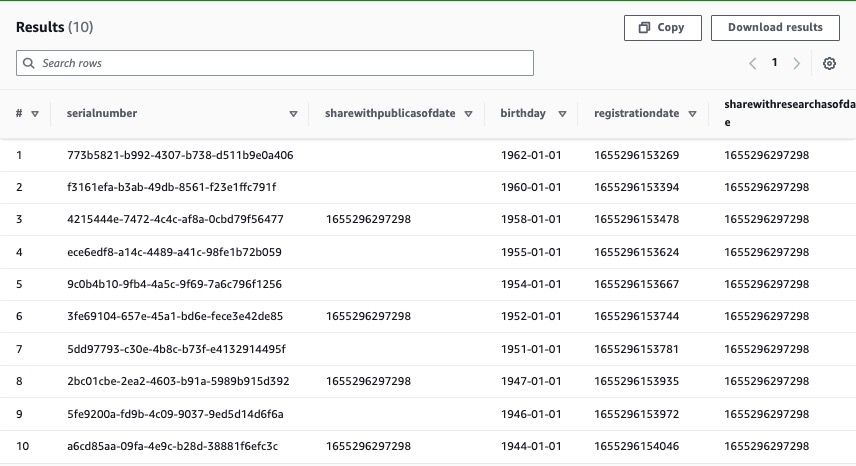 Results (10)
Copy
Download results
Search rows
1
# serialnumber sharewithpublicasofdate birthday registrationdate sharewithresearchasofda
e
1 773b5821-b992-4307-b738-d511b9e0a406 1962-01-01 1655296153269 1655296297298
2 f3161efa-b3ab-49db-8561-f23e1ffc791f 1960-01-01 1655296153394 1655296297298
3 4215444e-7472-4c4c-af8a-0cbd79f56477 1655296297298 1958-01-01 1655296153478 1655296297298
4 ece6edf8-a14c-4489-a41c-98fe1b72b059 1955-01-01 1655296153624 1655296297298
5 9c0b4b10-9fb4-4a5c-9f69-7a6c796f1256 1954-01-01 1655296153667 1655296297298
6 3fe69104-657e-45a1-bd6e-fece3e42de85 1655296297298 1952-01-01 1655296153744 1655296297298
7 5dd97793-c30e-4b8c-b73f-e4132914495f 1951-01-01 1655296153781 1655296297298
8 2bc01cbe-2ea2-4603-b91a-5989b915d392 1655296297298 1947-01-01 1655296153935 1655296297298
9 5fe9200a-fd9b-4c09-9037-9ed5d14d6f6a 1946-01-01 1655296153972 1655296297298
10 a6cd85aa-09fa-4e9c-b28d-38881f6efc3c 1655296297298 1944-01-01 1655296154046 1655296297298